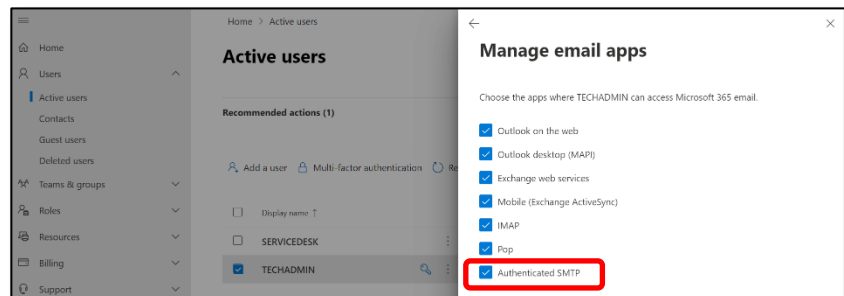 Home
Users
Active users
Contacts
Guest users
Deleted users
Teams & groups
Roles
Resources
Billing
Support
Home > Active users
Active users
Recommended actions (1)
Add a user Multi-factor authentication Re
Display name ↑
SERVICEDESK
TECHADMIN
Manage email apps
Choose the apps where TECHADMIN can access Microsoft 365 email.
Outlook on the web
Outlook desktop (MAPI)
Exchange web services
Mobile (Exchange ActiveSync)
IMAP
Pop
Authenticated SMTP